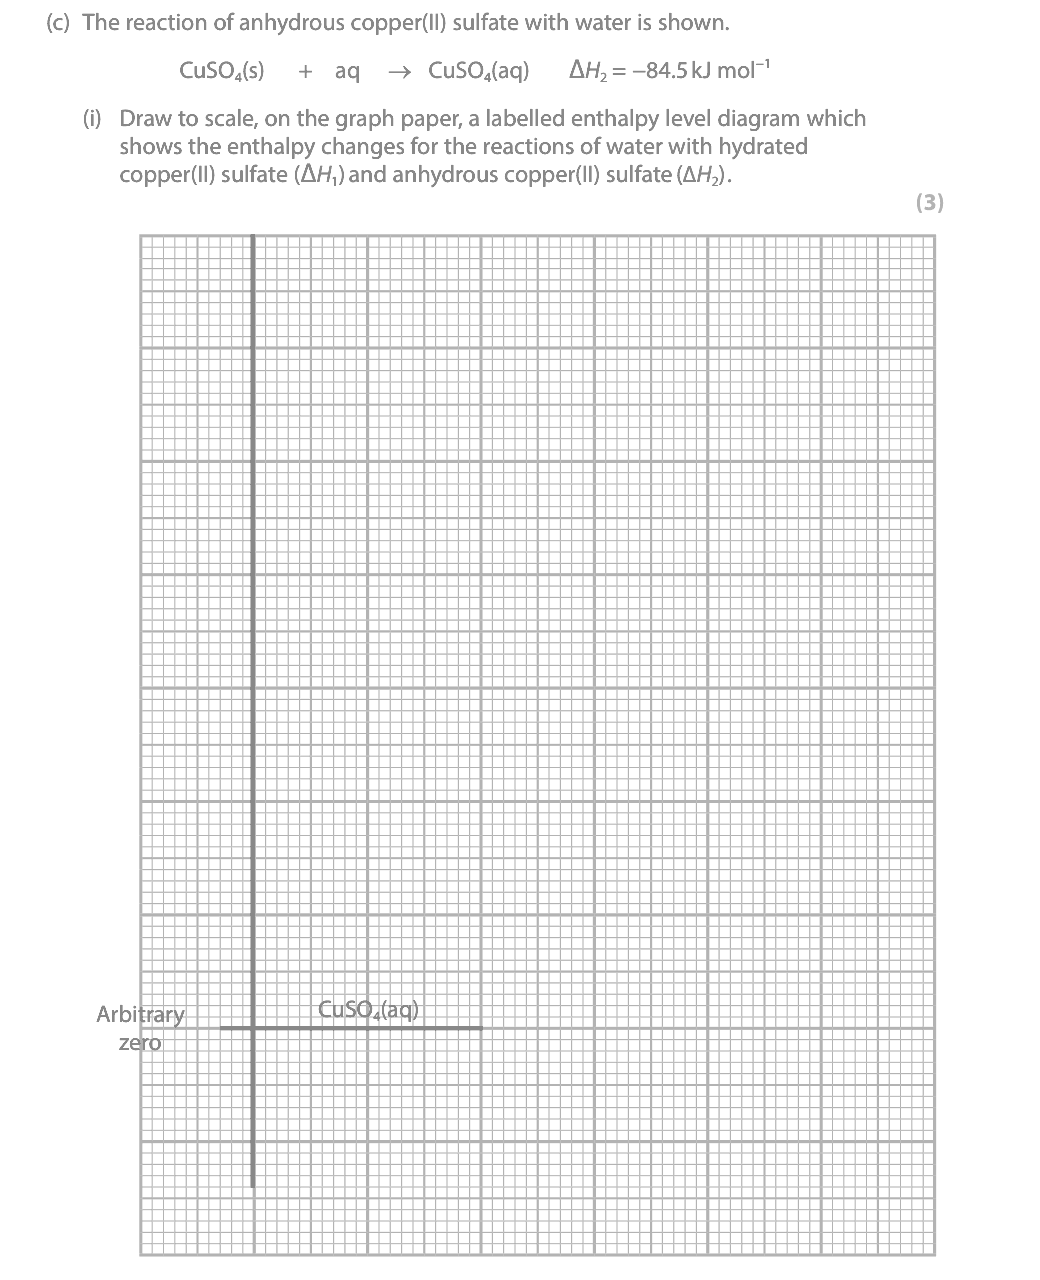 (c) The reaction of anhydrous copper(II) sulfate with water is shown.
CuSO₄(s) + aq → CuSO₄(aq) ΔH₂ = −84.5 kJ mol⁻¹
(i) Draw to scale, on the graph paper, a labelled enthalpy level diagram which
shows the enthalpy changes for the reactions of water with hydrated
copper(II) sulfate (ΔH₁) and anhydrous copper(II) sulfate (ΔH₂).
(3)
CuSO₄(aq)
Arbitrary
zero